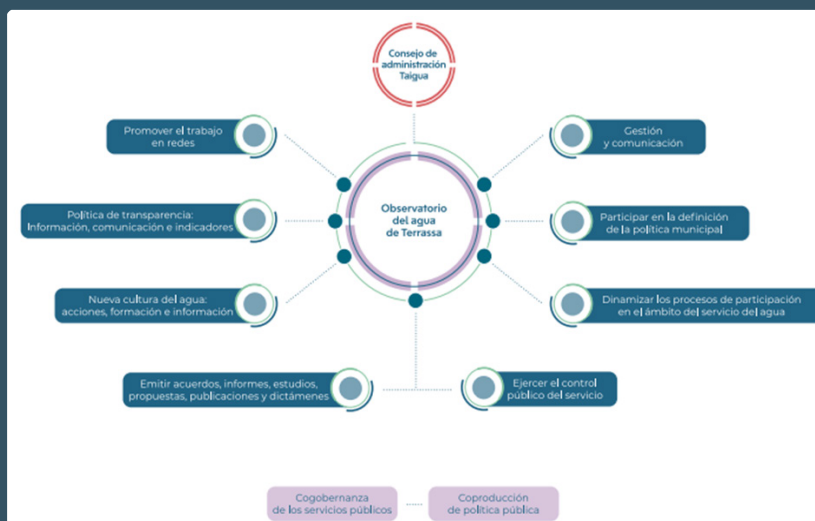 Consejo de
administración
Taigua
Promover el trabajo
en redes
Gestión
y comunicación
Observatorio
del agua
de Terrassa
Política de transparencia:
Información, comunicación e indicadores
Participar en la definición
de la política municipal
Nueva cultura del agua:
acciones, formación e información
Dinamizar los procesos de participación
en el ámbito del servicio del agua
Emitir acuerdos, informes, estudios,
propuestas, publicaciones y dictámenes
Ejercer el control
público del servicio
Cogobernanza
de los servicios públicos
Coproducción
de política pública